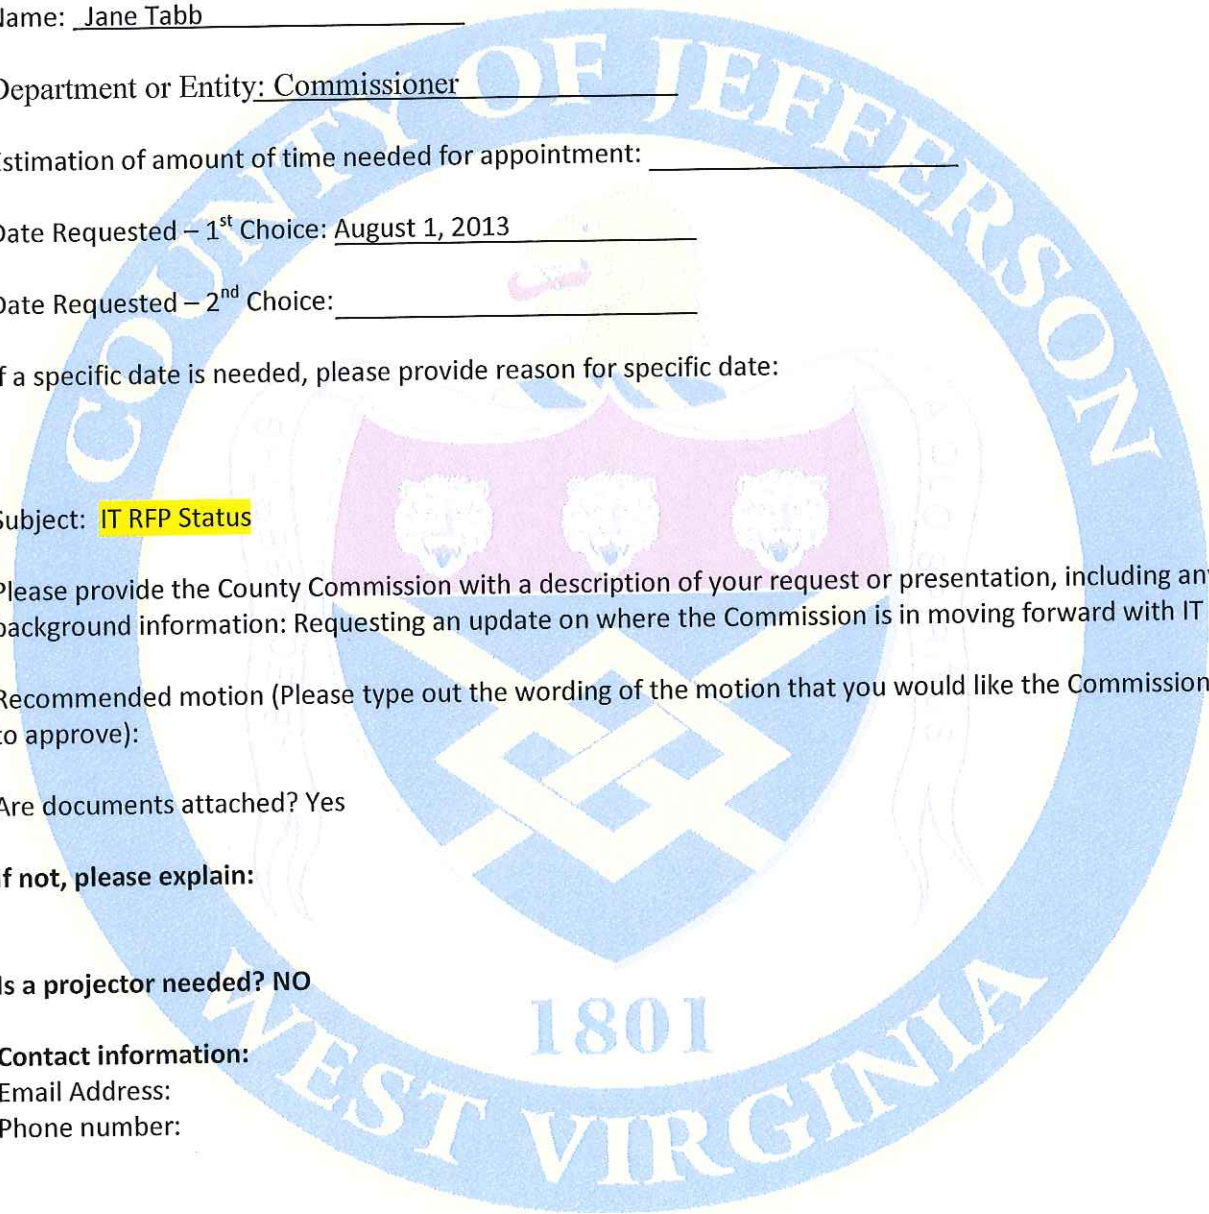 Name: Jane Tabb
Department or Entity: Commissioner
Estimation of amount of time needed for appointment:
Date Requested – 1st Choice: August 1, 2013
Date Requested – 2nd Choice:
If a specific date is needed, please provide reason for specific date:
Subject: IT RFP Status
Please provide the County Commission with a description of your request or presentation, including any
background information: Requesting an update on where the Commission is in moving forward with IT
Recommended motion (Please type out the wording of the motion that you would like the Commission
to approve):
Are documents attached? Yes
If not, please explain:
Is a projector needed? NO
Contact information:
Email Address:
Phone number:
COUNTY OF JEFFERSON
1801
WEST VIRGINIA